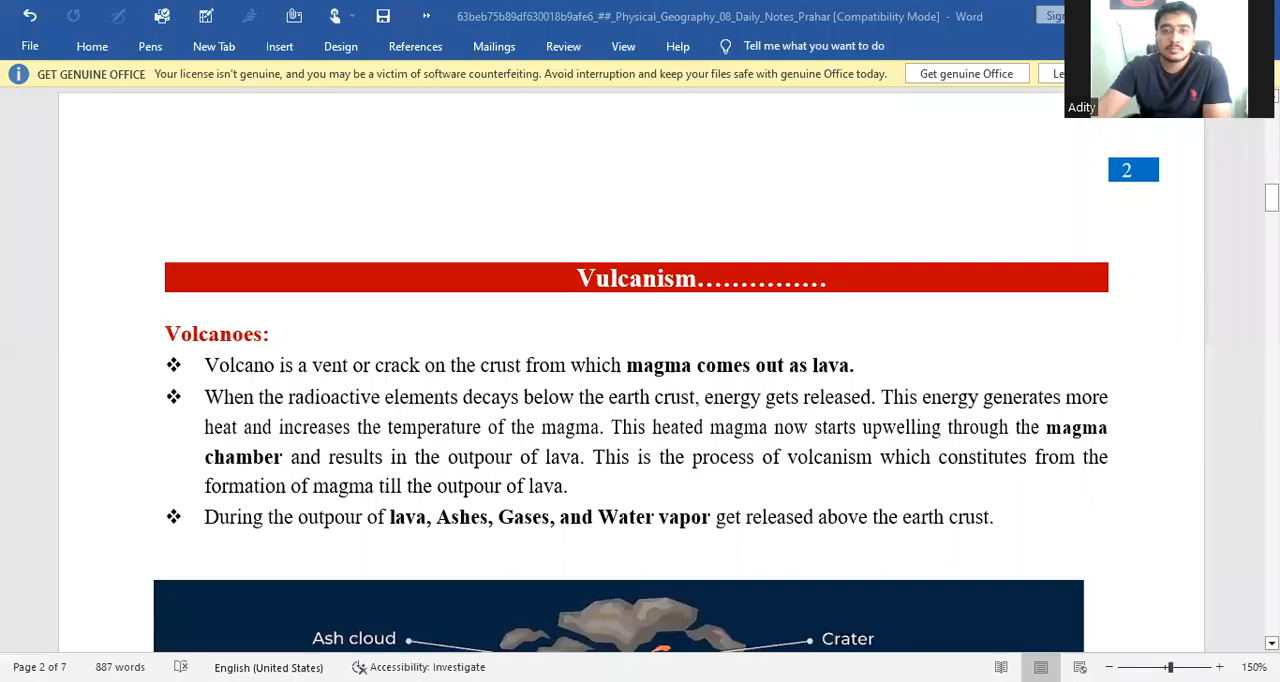 63beb75b89df630018b9afe6_##_Physical_Geography_08_Daily_Notes_Prahar [Compatibility Mode] - Word
File Home Pens New Tab Insert Design References Mailings Review View Help Tell me what you want to do
GET GENUINE OFFICE Your license isn't genuine, and you may be a victim of software counterfeiting. Avoid interruption and keep your files safe with genuine Office today. Get genuine Office
Adity
2
Vulcanism……………
Volcanoes:
❖ Volcano is a vent or crack on the crust from which magma comes out as lava.
❖ When the radioactive elements decays below the earth crust, energy gets released. This energy generates more
heat and increases the temperature of the magma. This heated magma now starts upwelling through the magma
chamber and results in the outpour of lava. This is the process of volcanism which constitutes from the
formation of magma till the outpour of lava.
❖ During the outpour of lava, Ashes, Gases, and Water vapor get released above the earth crust.
Ash cloud Crater
Page 2 of 7 887 words English (United States) Accessibility: Investigate 150%